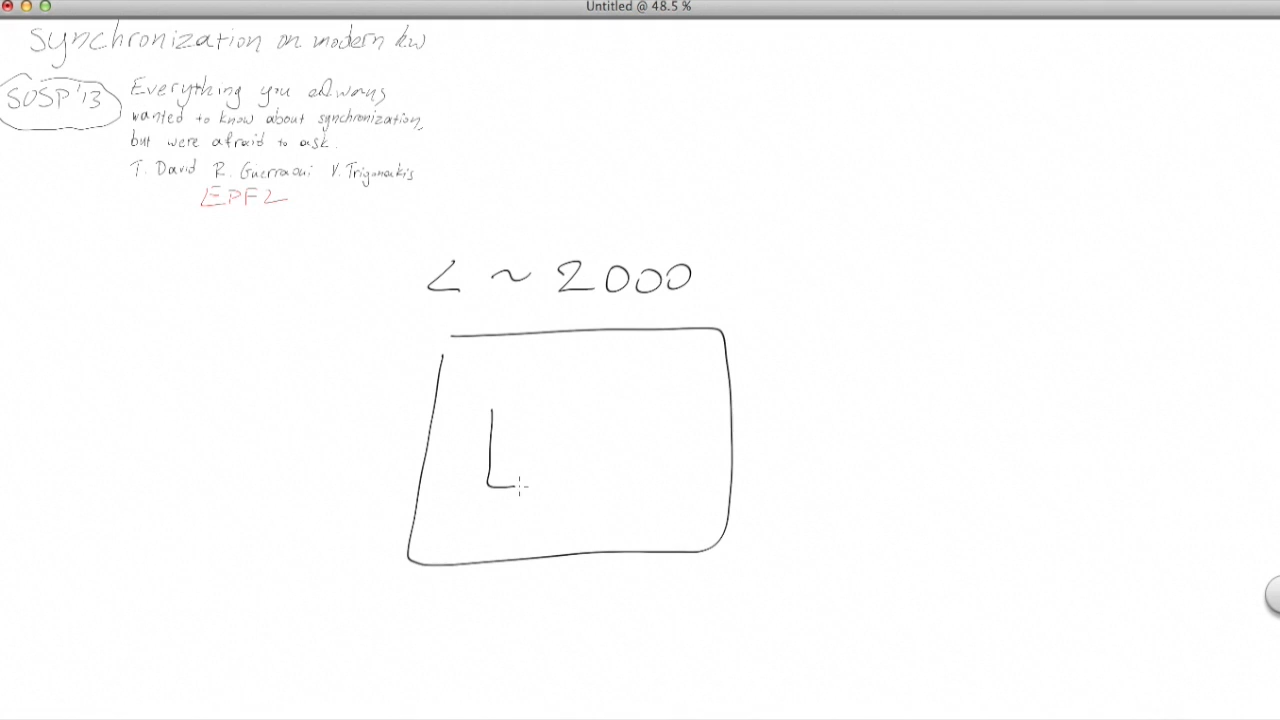 Untitled @ 48.5 %
Synchronization on modern hw
SOSP'13
Everything you always
wanted to know about synchronization
but were afraid to ask.
T. David R. Guerraoui V. Trigonakis
EPFL
< ~ 2000
L